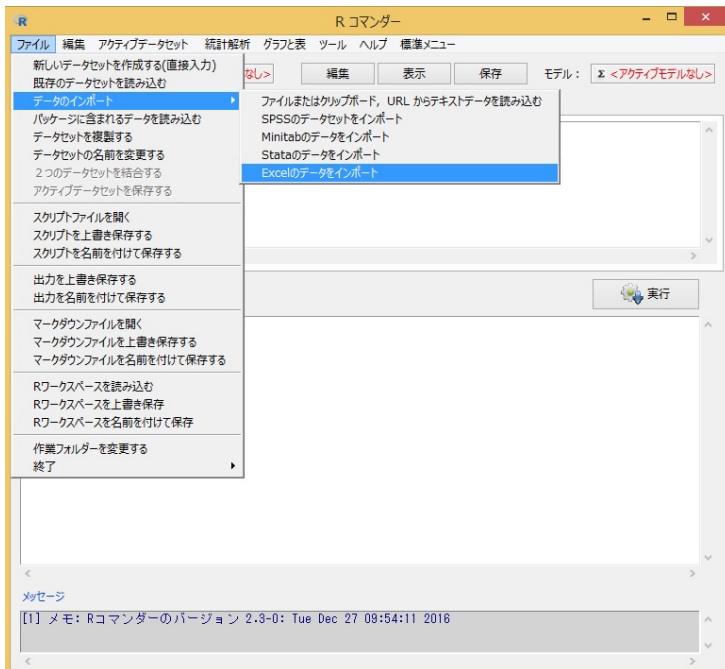 R コマンダー
ファイル 編集 アクティブデータセット 統計解析 グラフと表 ツール ヘルプ 標準メニュー
新しいデータセットを作成する(直接入力)
なし> 編集 表示 保存 モデル: Σ <アクティブモデルなし>
既存のデータセットを読み込む
データのインポート
ファイルまたはクリップボード, URL からテキストデータを読み込む
パッケージに含まれるデータを読み込む
SPSSのデータセットをインポート
データセットを複製する
Minitabのデータをインポート
データセットの名前を変更する
Stataのデータをインポート
2つのデータセットを結合する
Excelのデータをインポート
アクティブデータセットを保存する
スクリプトファイルを開く
スクリプトを上書き保存する
スクリプトを名前を付けて保存する
出力を上書き保存する
出力を名前を付けて保存する
実行
マークダウンファイルを開く
マークダウンファイルを上書き保存する
マークダウンファイルを名前を付けて保存する
Rワークスペースを読み込む
Rワークスペースを上書き保存
Rワークスペースを名前を付けて保存
作業フォルダーを変更する
終了
メッセージ
[1] メモ: Rコマンダーのバージョン 2.3-0: Tue Dec 27 09:54:11 2016